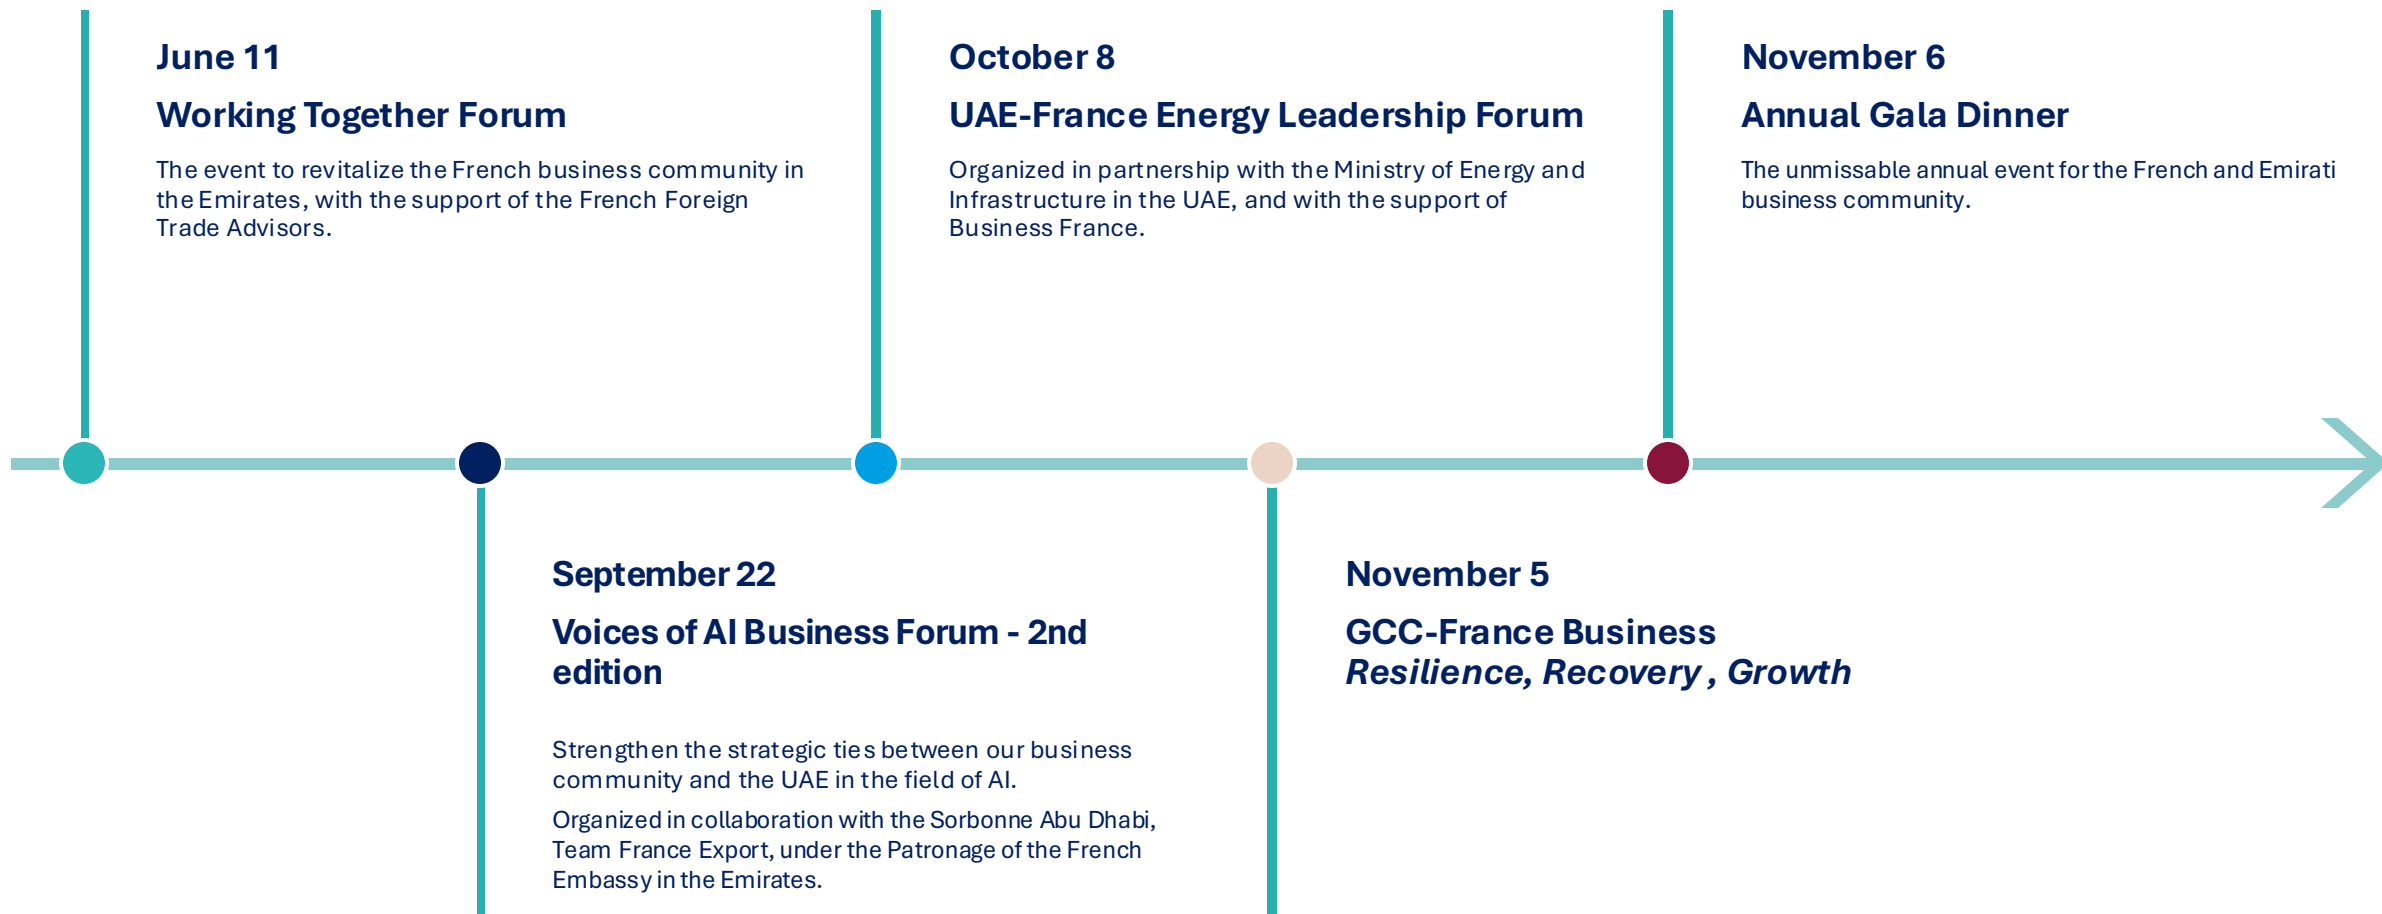 June 11
Working Together Forum
The event to revitalize the French business community in
the Emirates, with the support of the French Foreign
Trade Advisors.
October 8
UAE-France Energy Leadership Forum
Organized in partnership with the Ministry of Energy and
Infrastructure in the UAE, and with the support of
Business France.
November 6
Annual Gala Dinner
The unmissable annual event for the French and Emirati
business community.
September 22
Voices of AI Business Forum - 2nd
edition
Strengthen the strategic ties between our business
community and the UAE in the field of AI.
Organized in collaboration with the Sorbonne Abu Dhabi,
Team France Export, under the Patronage of the French
Embassy in the Emirates.
November 5
GCC-France Business
Resilience, Recovery , Growth